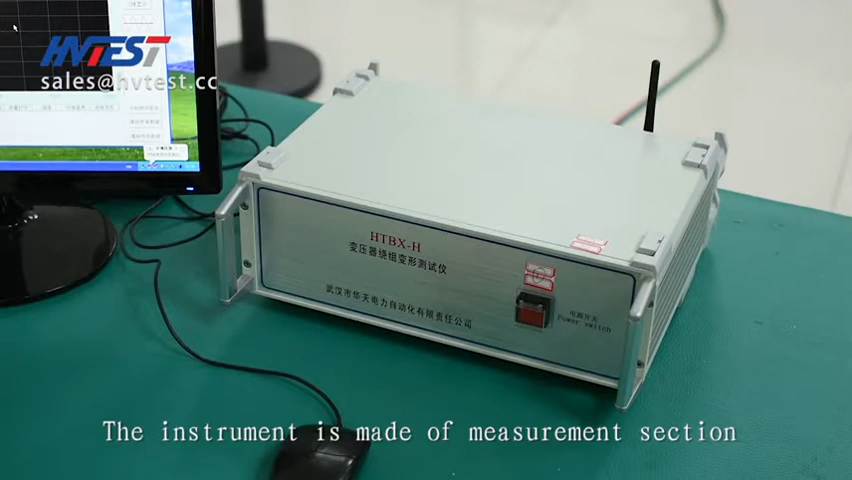 HVTEST
sales@hvtest.cc
HTBX-H
变压器绕组变形测试仪
武汉市华天电力自动化有限责任公司
电源开关
Power switch
The instrument is made of measurement section